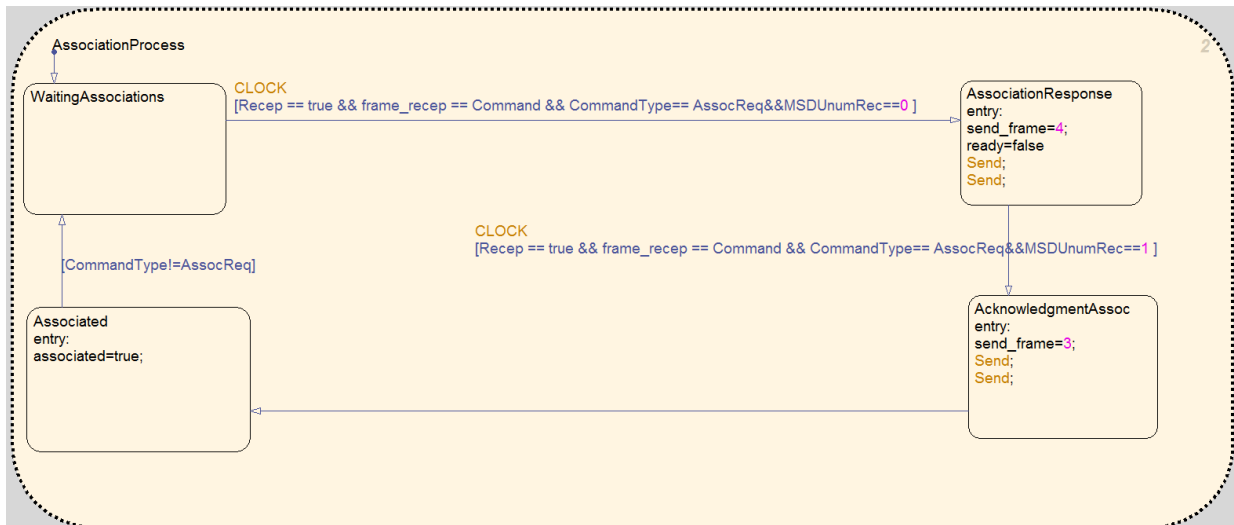 AssociationProcess
2
WaitingAssociations
CLOCK
[Recep == true && frame_recep == Command && CommandType== AssocReq&&MSDUnumRec==0 ]
AssociationResponse
entry:
send_frame=4;
ready=false
Send;
Send;
CLOCK
[Recep == true && frame_recep == Command && CommandType== AssocReq&&MSDUnumRec==1 ]
[CommandType!=AssocReq]
Associated
entry:
associated=true;
AcknowledgmentAssoc
entry:
send_frame=3;
Send;
Send;